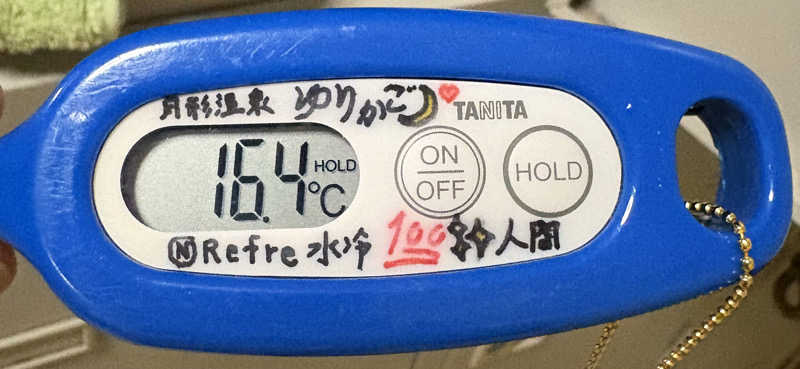 月形温泉 ゆりかご TANITA
16.4 HOLD °C
ON OFF
HOLD
N Refre 水冷 100 人間